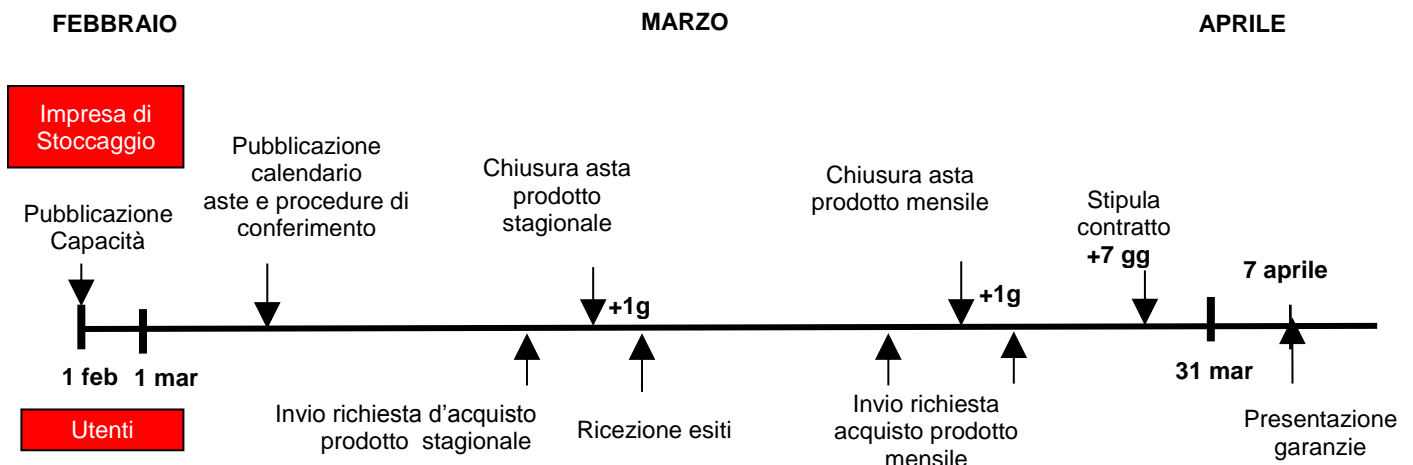 FEBBRAIO
MARZO
APRILE
Impresa di
Stoccaggio
Pubblicazione
Capacità
Pubblicazione
calendario
aste e procedure di
conferimento
Chiusura asta
prodotto
stagionale
Chiusura asta
prodotto mensile
Stipula
contratto
+7 gg
7 aprile
+1g
+1g
1 feb
1 mar
31 mar
Utenti
Invio richiesta d’acquisto
prodotto stagionale
Ricezione esiti
Invio richiesta
acquisto prodotto
mensile
Presentazione
garanzie